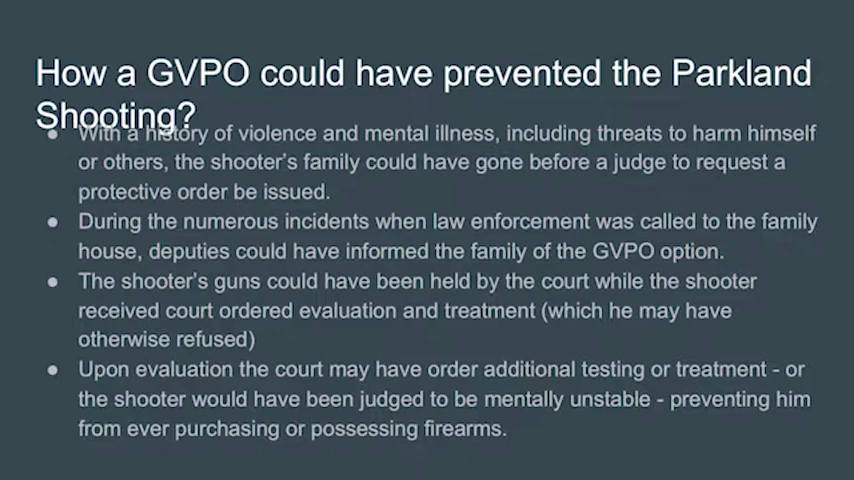 How a GVPO could have prevented the Parkland
Shooting?
● With a history of violence and mental illness, including threats to harm himself
or others, the shooter's family could have gone before a judge to request a
protective order be issued.
● During the numerous incidents when law enforcement was called to the family
house, deputies could have informed the family of the GVPO option.
● The shooter's guns could have been held by the court while the shooter
received court ordered evaluation and treatment (which he may have
otherwise refused)
● Upon evaluation the court may have order additional testing or treatment - or
the shooter would have been judged to be mentally unstable - preventing him
from ever purchasing or possessing firearms.